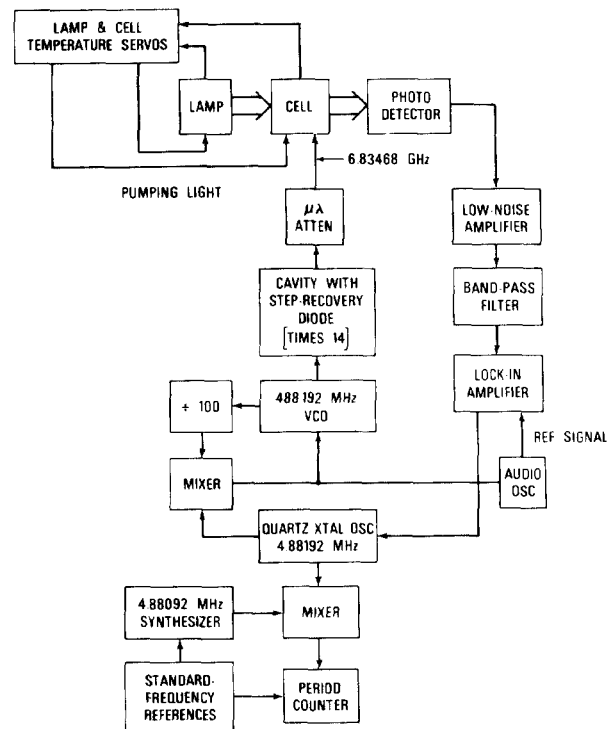 LAMP & CELL
TEMPERATURE SERVOS
LAMP
CELL
PHOTO
DETECTOR
6.83468 GHz
PUMPING LIGHT
μλ
ATTEN
LOW-NOISE
AMPLIFIER
CAVITY WITH
STEP-RECOVERY
DIODE
[TIMES 14]
BAND-PASS
FILTER
÷ 100
488 192 MHz
VCO
LOCK-IN
AMPLIFIER
REF SIGNAL
MIXER
AUDIO
OSC
QUARTZ XTAL OSC
4.88192 MHz
4.88092 MHz
SYNTHESIZER
MIXER
STANDARD-
FREQUENCY
REFERENCES
PERIOD
COUNTER